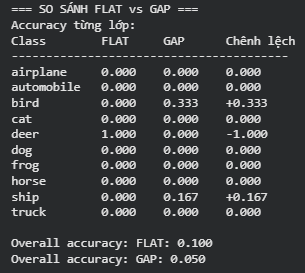 === SO SÁNH FLAT vs GAP ===
Accuracy từng lớp:
Class FLAT GAP Chênh lệch
----------------------------------------
airplane 0.000 0.000 0.000
automobile 0.000 0.000 0.000
bird 0.000 0.333 +0.333
cat 0.000 0.000 0.000
deer 1.000 0.000 -1.000
dog 0.000 0.000 0.000
frog 0.000 0.000 0.000
horse 0.000 0.000 0.000
ship 0.000 0.167 +0.167
truck 0.000 0.000 0.000
Overall accuracy: FLAT: 0.100
Overall accuracy: GAP: 0.050